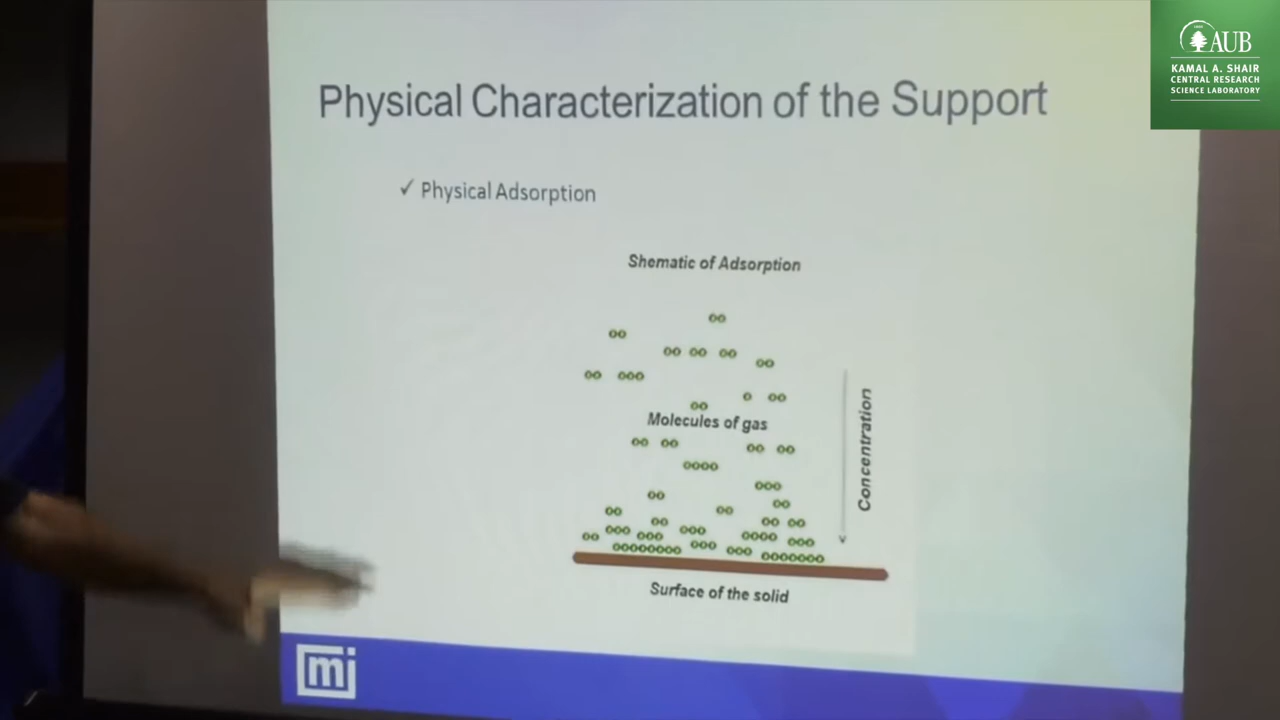 AUB
KAMAL A. SHAIR
CENTRAL RESEARCH
SCIENCE LABORATORY
Physical Characterization of the Support
✓ Physical Adsorption
Shematic of Adsorption
Molecules of gas
Concentration
Surface of the solid
mi